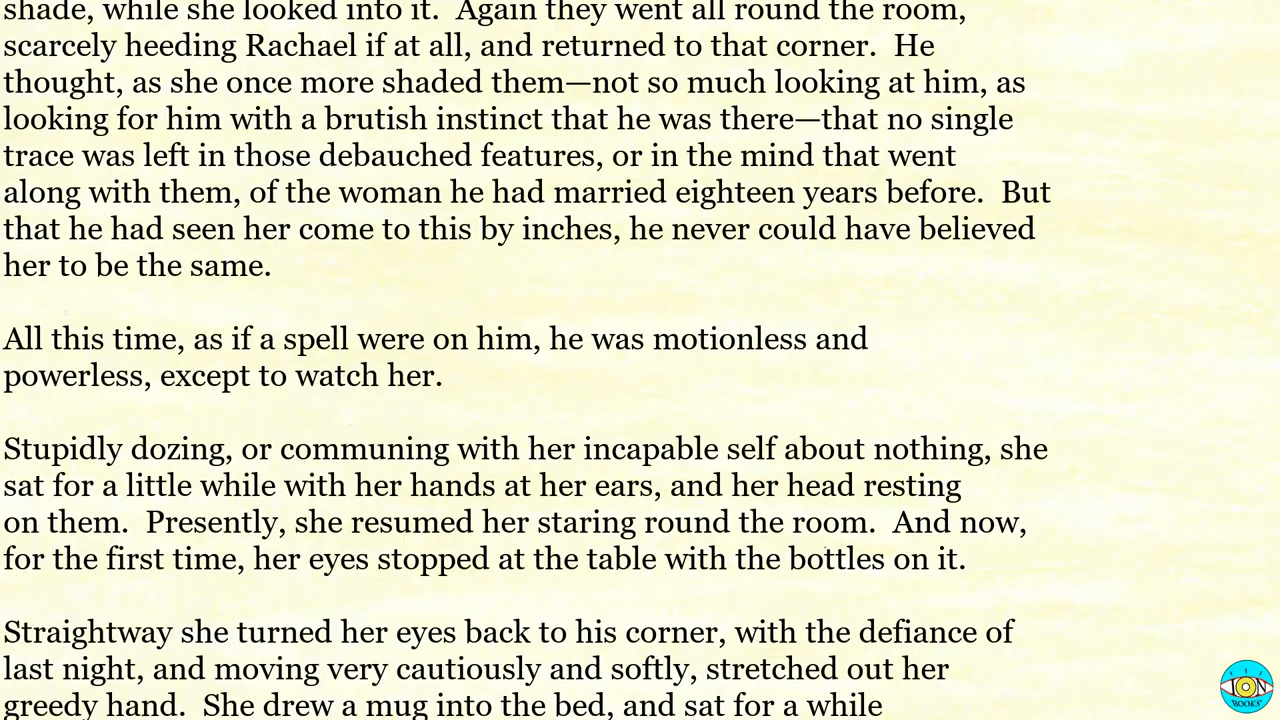 shade, while she looked into it.  Again they went all round the room,
scarcely heeding Rachael if at all, and returned to that corner.  He
thought, as she once more shaded them—not so much looking at him, as
looking for him with a brutish instinct that he was there—that no single
trace was left in those debauched features, or in the mind that went
along with them, of the woman he had married eighteen years before.  But
that he had seen her come to this by inches, he never could have believed
her to be the same.

All this time, as if a spell were on him, he was motionless and
powerless, except to watch her.

Stupidly dozing, or communing with her incapable self about nothing, she
sat for a little while with her hands at her ears, and her head resting
on them.  Presently, she resumed her staring round the room.  And now,
for the first time, her eyes stopped at the table with the bottles on it.

Straightway she turned her eyes back to his corner, with the defiance of
last night, and moving very cautiously and softly, stretched out her
greedy hand.  She drew a mug into the bed, and sat for a while
ION
BOOKS